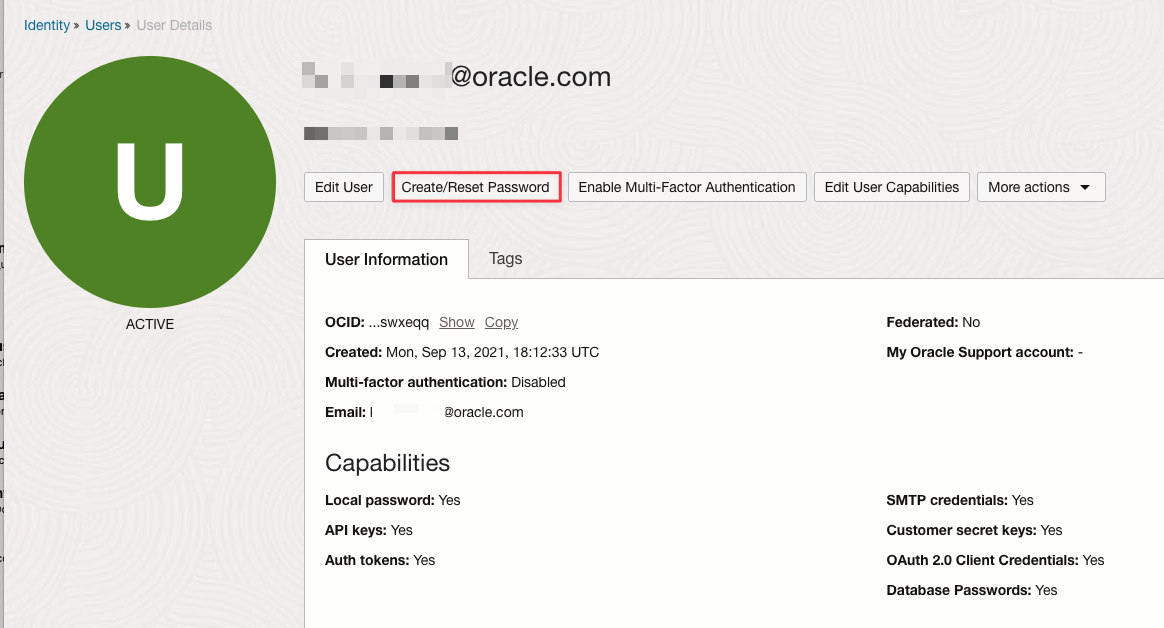 Identity » Users » User Details
@oracle.com
U
ACTIVE
Edit User
Create/Reset Password
Enable Multi-Factor Authentication
Edit User Capabilities
More actions
User Information
Tags
OCID: ...swxeqq Show Copy
Created: Mon, Sep 13, 2021, 18:12:33 UTC
Multi-factor authentication: Disabled
Email: l @oracle.com
Federated: No
My Oracle Support account: -
Capabilities
Local password: Yes
API keys: Yes
Auth tokens: Yes
SMTP credentials: Yes
Customer secret keys: Yes
OAuth 2.0 Client Credentials: Yes
Database Passwords: Yes